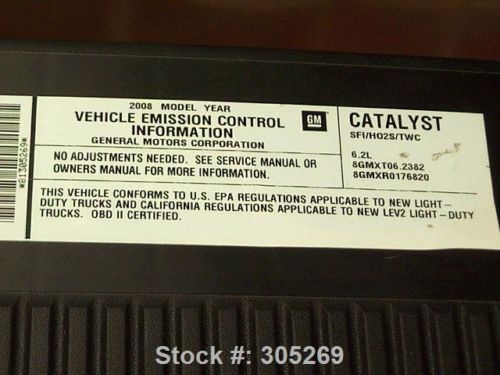 2008 MODEL YEAR
VEHICLE EMISSION CONTROL
INFORMATION
GENERAL MOTORS CORPORATION
GM
CATALYST
SFI/HO2S/TWC
NO ADJUSTMENTS NEEDED. SEE SERVICE MANUAL OR
OWNERS MANUAL FOR MORE INFORMATION.
6.2L
8GMXT06.2382
8GMXR0176820
THIS VEHICLE CONFORMS TO U.S. EPA REGULATIONS APPLICABLE TO NEW LIGHT-
DUTY TRUCKS AND CALIFORNIA REGULATIONS APPLICABLE TO NEW LEV2 LIGHT-DUTY
TRUCKS. OBD II CERTIFIED.
*81305269*
Stock #: 305269